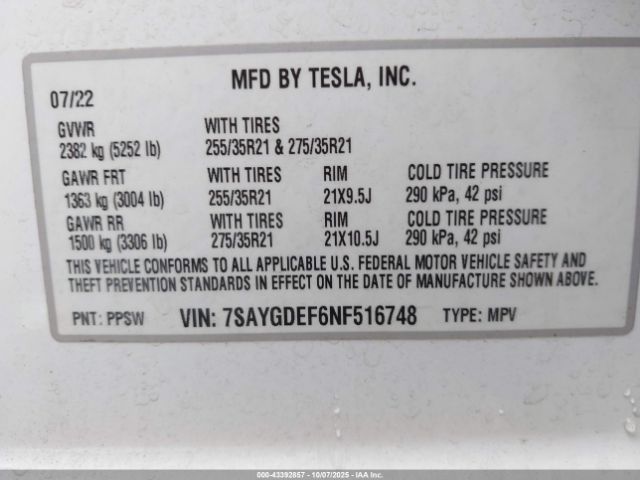 MFD BY TESLA, INC.
07/22
GVWR WITH TIRES
2382 kg (5252 lb) 255/35R21 & 275/35R21
GAWR FRT WITH TIRES RIM COLD TIRE PRESSURE
1363 kg (3004 lb) 255/35R21 21X9.5J 290 kPa, 42 psi
GAWR RR WITH TIRES RIM COLD TIRE PRESSURE
1500 kg (3306 lb) 275/35R21 21X10.5J 290 kPa, 42 psi
THIS VEHICLE CONFORMS TO ALL APPLICABLE U.S. FEDERAL MOTOR VEHICLE SAFETY AND
THEFT PREVENTION STANDARDS IN EFFECT ON THE DATE OF MANUFACTURE SHOWN ABOVE.
PNT: PPSW VIN: 7SAYGDEF6NF516748 TYPE: MPV
000-43392857 - 10/07/2025 - IAA Inc.